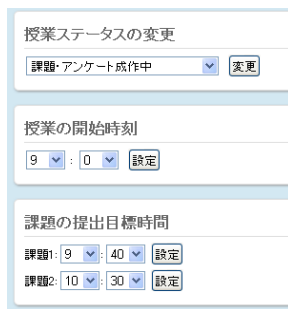 授業ステータスの変更
課題・アンケート成作中 変更
授業の開始時刻
9 : 0 設定
課題の提出目標時間
課題1: 9 : 40 設定
課題2: 10 : 30 設定